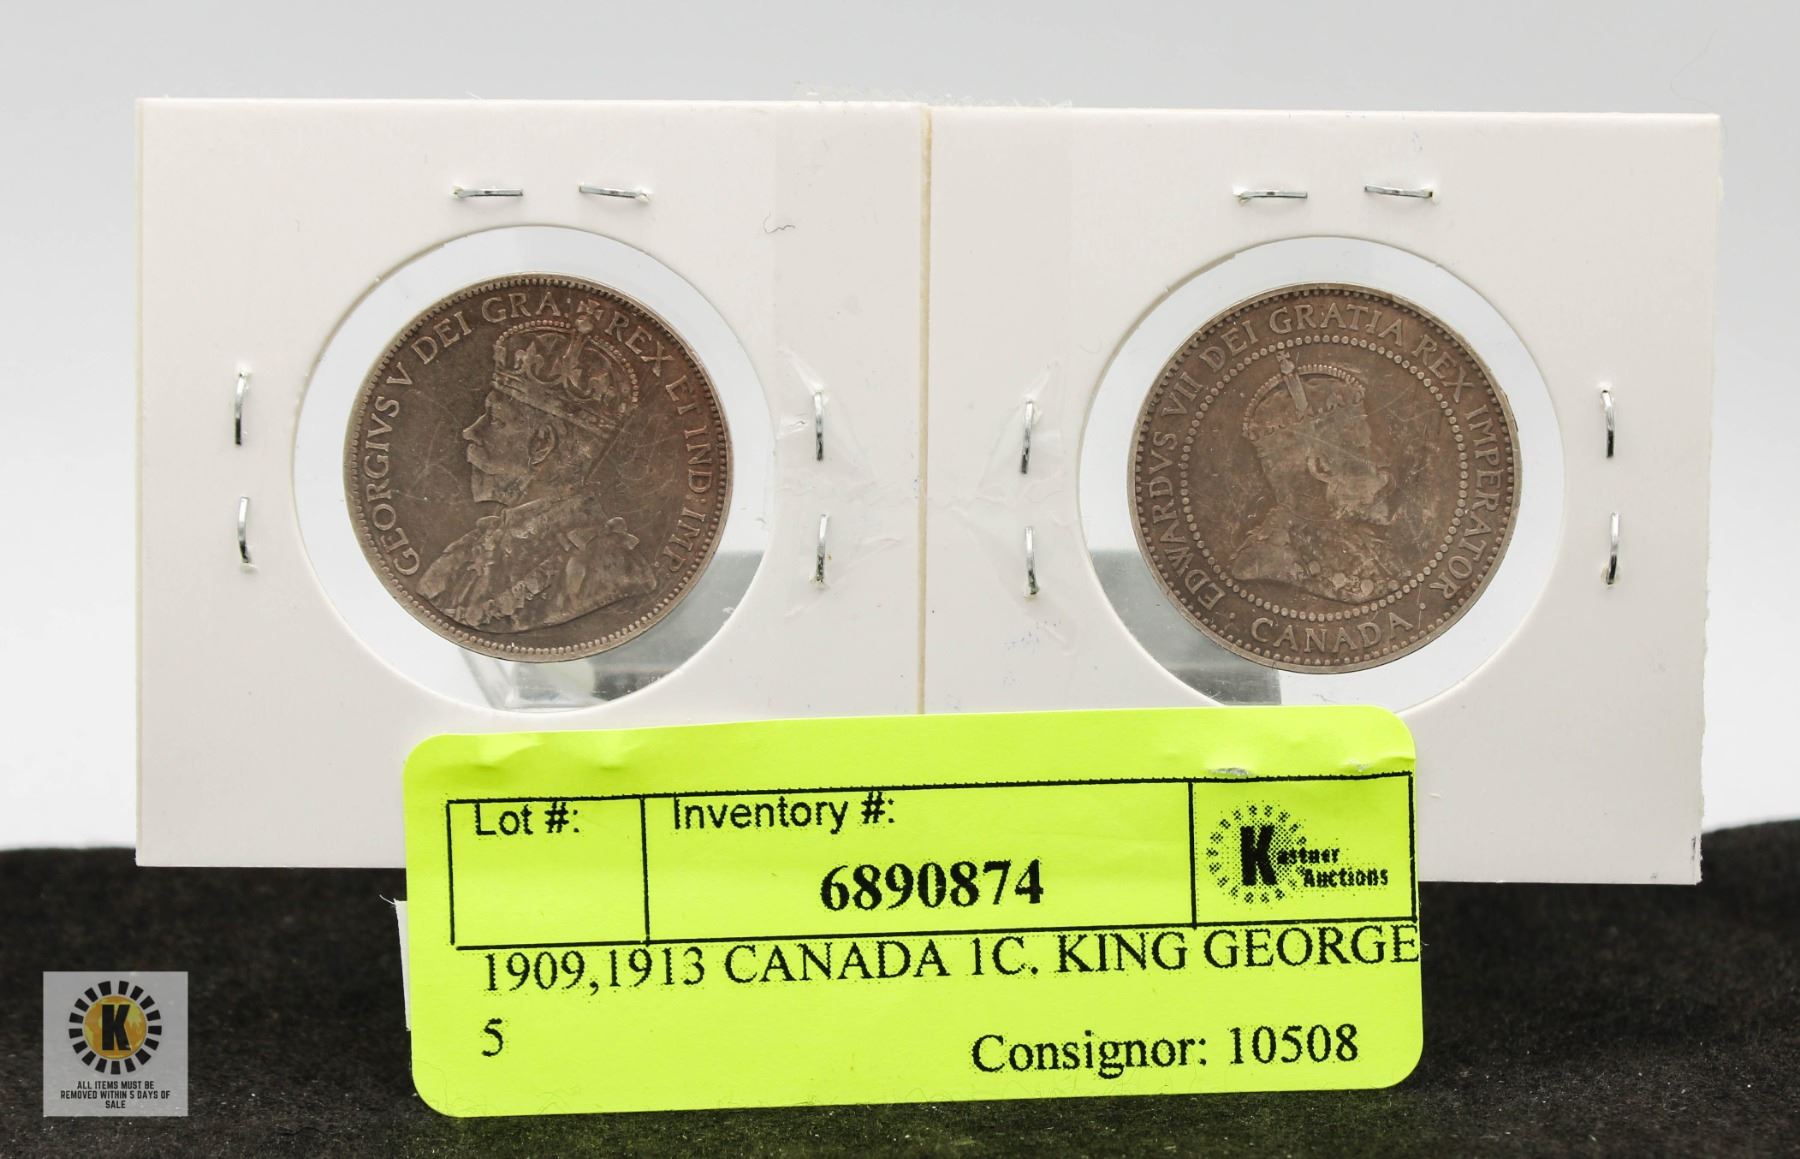 GEORGIVS V DEI GRA: REX ET IND: IMP:
EDWARDVS VII DEI GRATIA REX IMPERATOR
CANADA
Lot #:
Inventory #:
6890874
Kastner
Auctions
1909,1913 CANADA 1C. KING GEORGE
5
Consignor: 10508
K
ALL ITEMS MUST BE
REMOVED WITHIN 5 DAYS OF
SALE